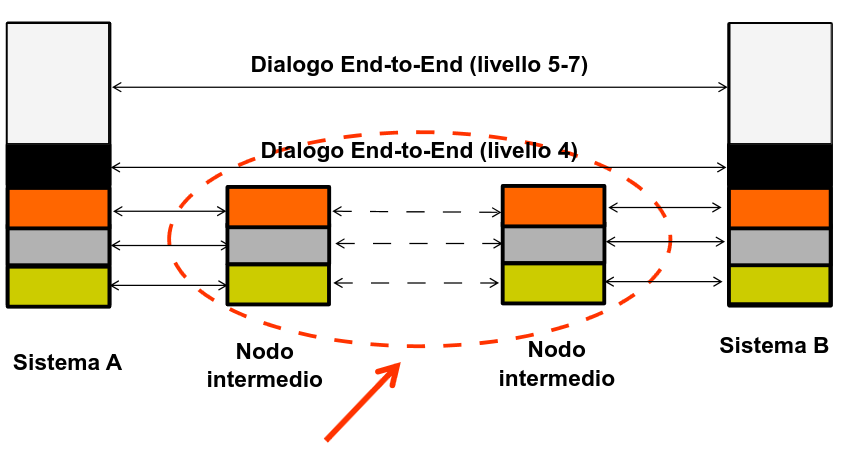 Dialogo End-to-End (livello 5-7)
Dialogo End-to-End (livello 4)
Sistema A
Nodo
intermedio
Nodo
intermedio
Sistema B